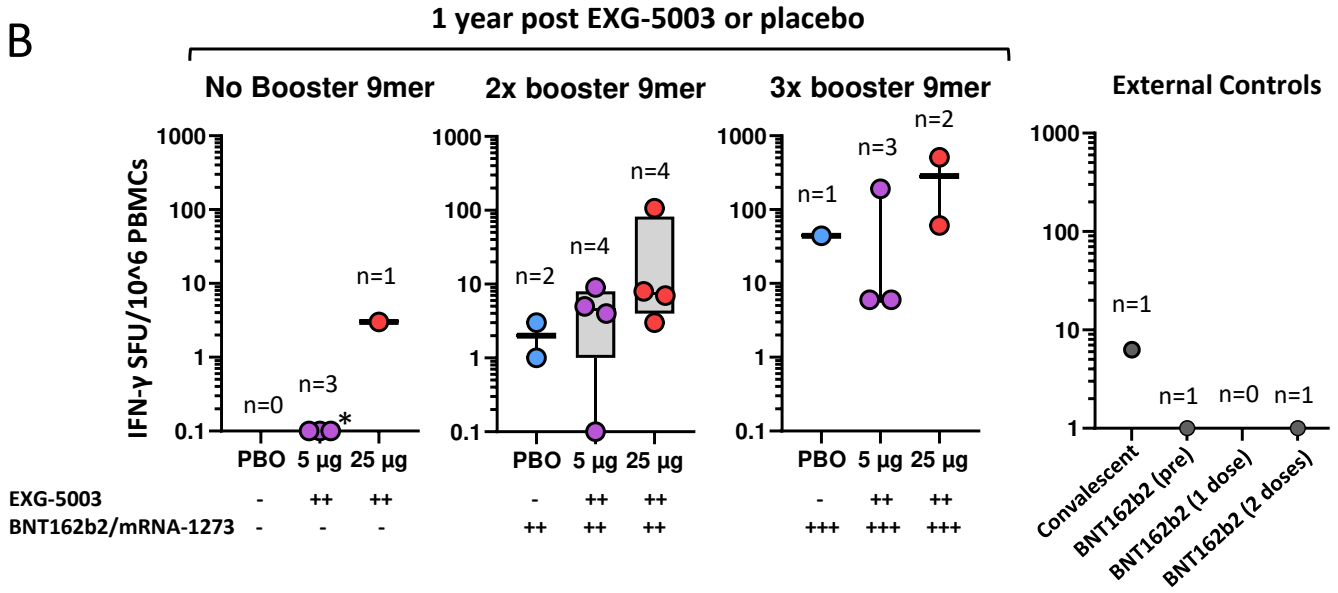 B
1 year post EXG-5003 or placebo
No Booster 9mer
2x booster 9mer
3x booster 9mer
External Controls
IFN-γ SFU/10^6 PBMCs
1000
100
10
1
0.1
n=0
n=3
*
n=1
PBO
5 µg
25 µg
1000
100
10
1
0.1
n=2
n=4
n=4
PBO
5 µg
25 µg
1000
100
10
1
0.1
n=1
n=3
n=2
PBO
5 µg
25 µg
1000
100
10
1
n=1
n=1
n=0
n=1
Convalescent
BNT162b2 (pre)
BNT162b2 (1 dose)
BNT162b2 (2 doses)
EXG-5003 - ++ ++ - ++ ++ - ++ ++
BNT162b2/mRNA-1273 - - - ++ ++ ++ +++ +++ +++